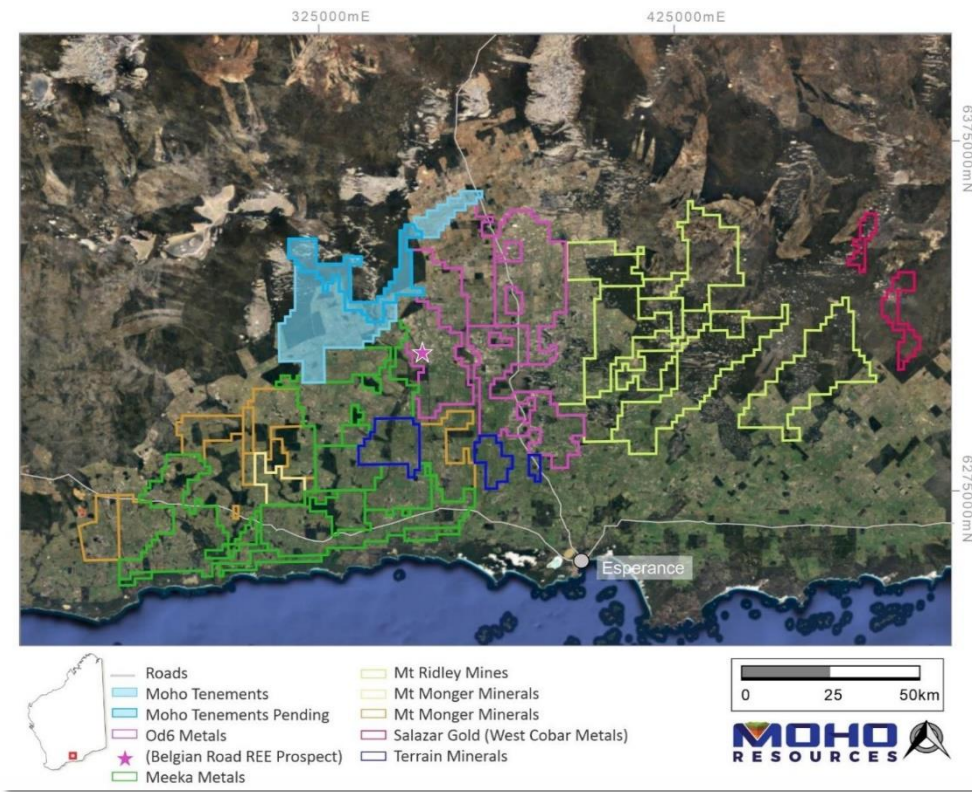 325000mE
425000mE
6375000mN
6275000mN
Esperance
Roads
Moho Tenements
Moho Tenements Pending
Od6 Metals
(Belgian Road REE Prospect)
Meeka Metals
Mt Ridley Mines
Mt Monger Minerals
Mt Monger Minerals
Salazar Gold (West Cobar Metals)
Terrain Minerals
0 25 50km
MOHO
RESOURCES